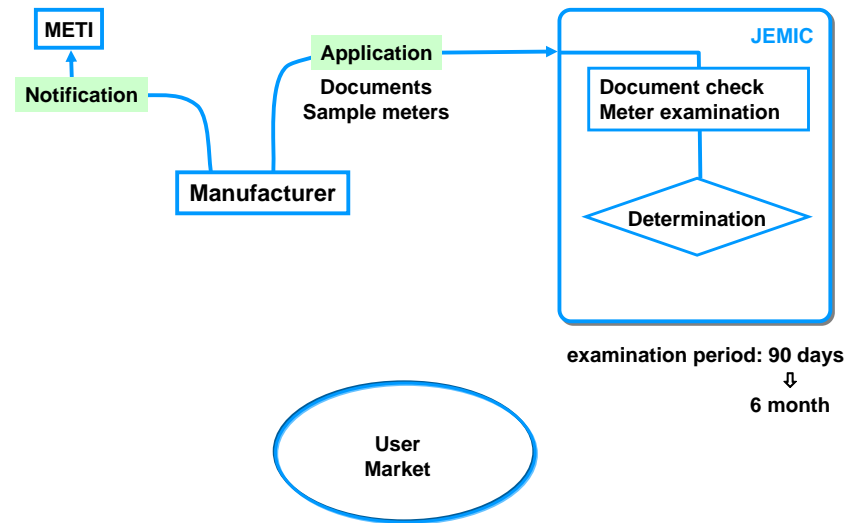 METI
Notification
Application
Documents
Sample meters
Manufacturer
JEMIC
Document check
Meter examination
Determination
examination period: 90 days
⇩
6 month
User
Market